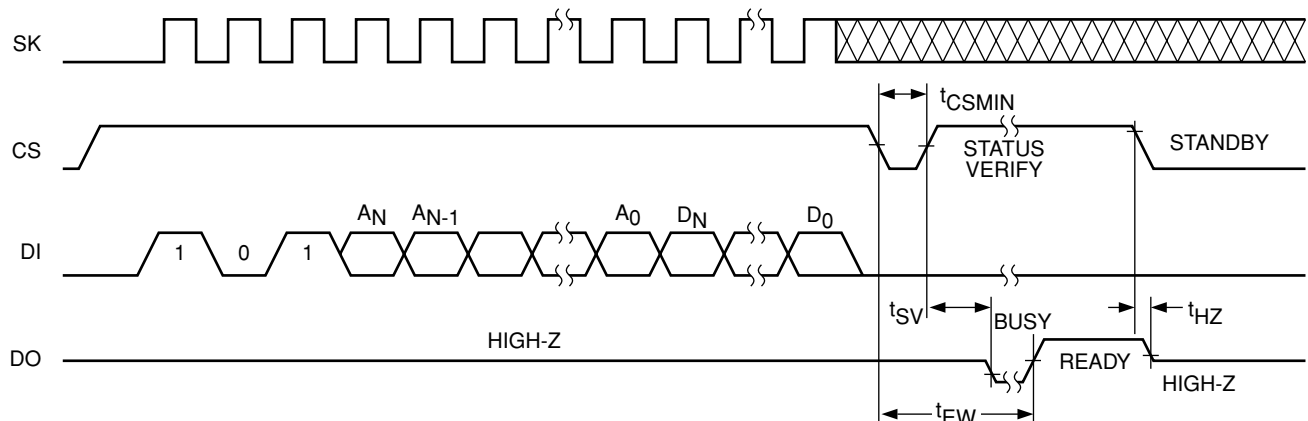 SK
tCSMIN
CS
STATUS
VERIFY
STANDBY
AN AN-1 A0 DN D0
DI
1 0 1
tSV
BUSY
tHZ
HIGH-Z
DO
READY
HIGH-Z
tEW